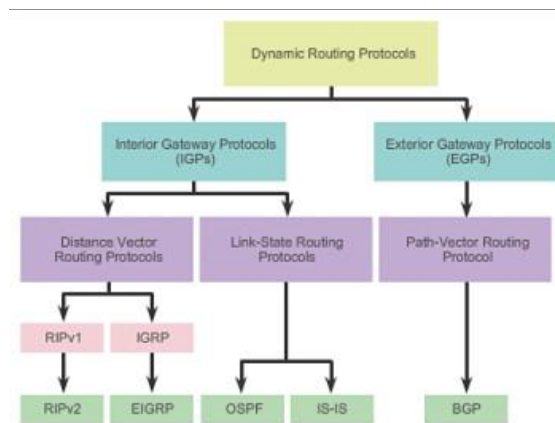 Dynamic Routing Protocols
Interior Gateway Protocols
(IGPs)
Exterior Gateway Protocols
(EGPs)
Distance Vector
Routing Protocols
Link-State Routing
Protocols
Path-Vector Routing
Protocol
RIPv1
IGRP
RIPv2
EIGRP
OSPF
IS-IS
BGP